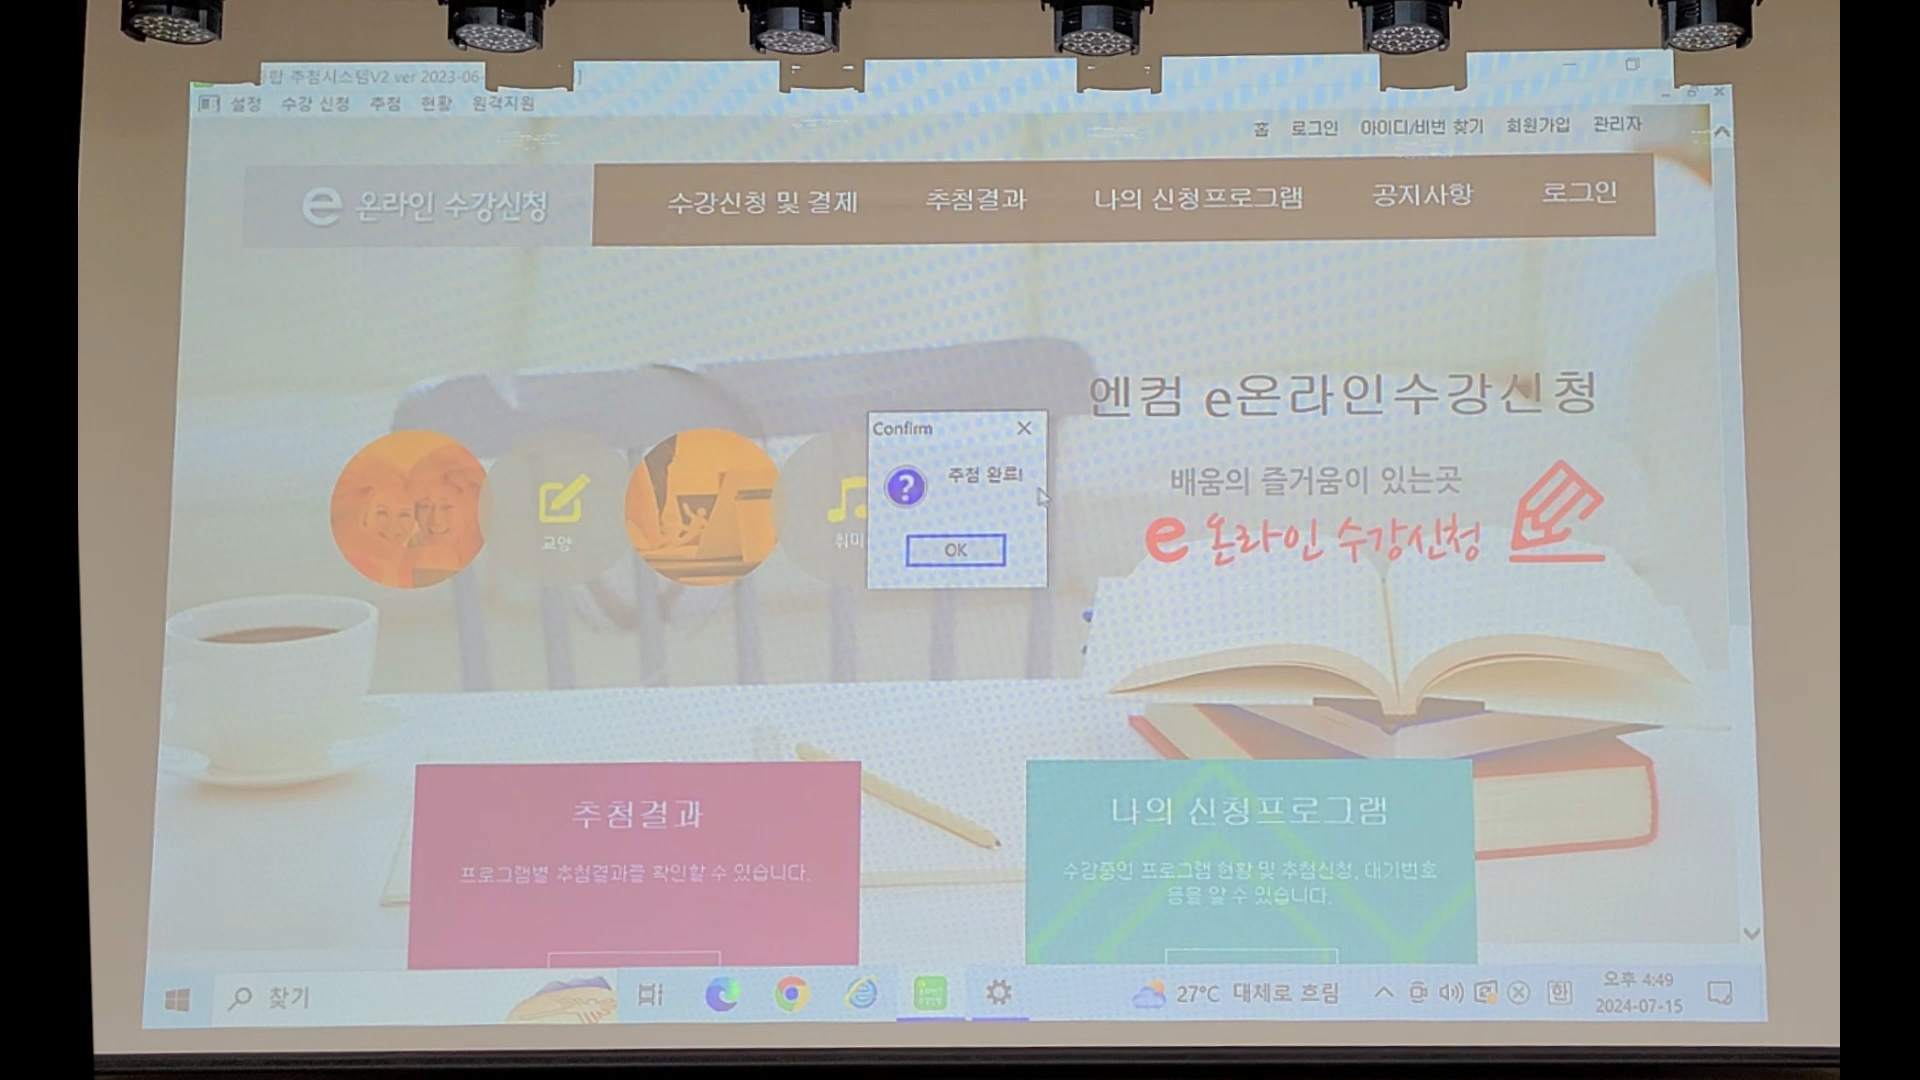 합 추첨시스템V2 ver 2023-06-
설정 수강 신청 추첨 현황 원격지원
홈 로그인 아이디/비번 찾기 회원가입 관리자
e 온라인 수강신청
수강신청 및 결제 추첨결과 나의 신청프로그램 공지사항 로그인
엔컴 e온라인수강신청
배움의 즐거움이 있는곳
e 온라인 수강신청
교양
취미
Confirm
추첨 완료!
OK
추첨결과
프로그램별 추첨결과를 확인할 수 있습니다.
나의 신청프로그램
수강중인 프로그램 현황 및 추첨신청, 대기번호
등을 알 수 있습니다.
찾기
27°C 대체로 흐림
한
오후 4:49
2024-07-15